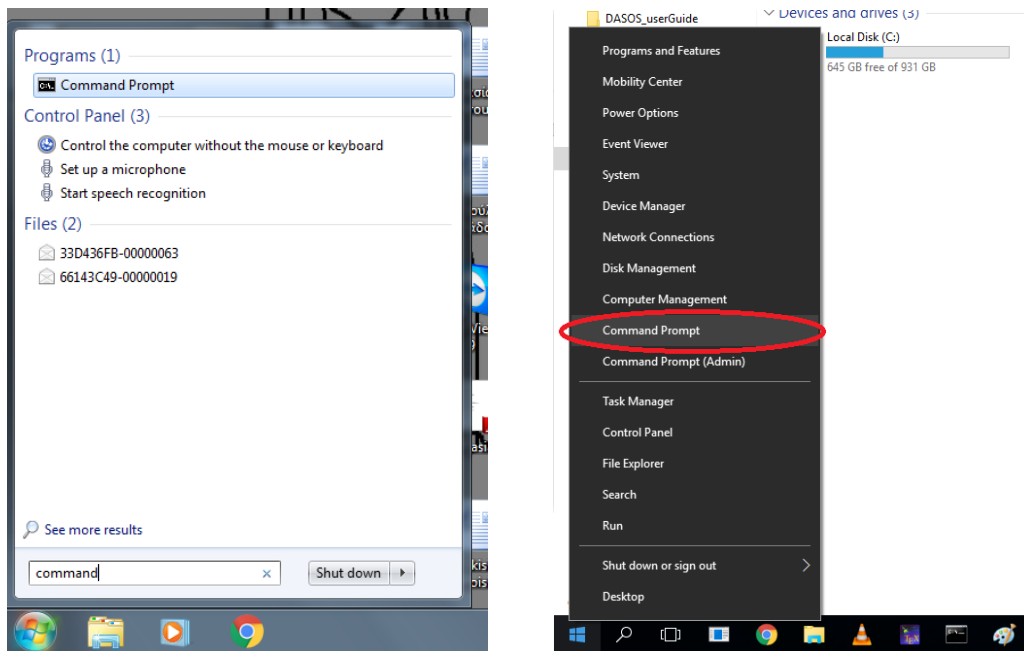 Programs (1)
Command Prompt
Control Panel (3)
Control the computer without the mouse or keyboard
Set up a microphone
Start speech recognition
Files (2)
33D436FB-00000063
66143C49-00000019
See more results
command
Shut down
DASOS_userGuide
Devices and drives (3)
Local Disk (C:)
645 GB free of 931 GB
Programs and Features
Mobility Center
Power Options
Event Viewer
System
Device Manager
Network Connections
Disk Management
Computer Management
Command Prompt
Command Prompt (Admin)
Task Manager
Control Panel
File Explorer
Search
Run
Shut down or sign out
Desktop